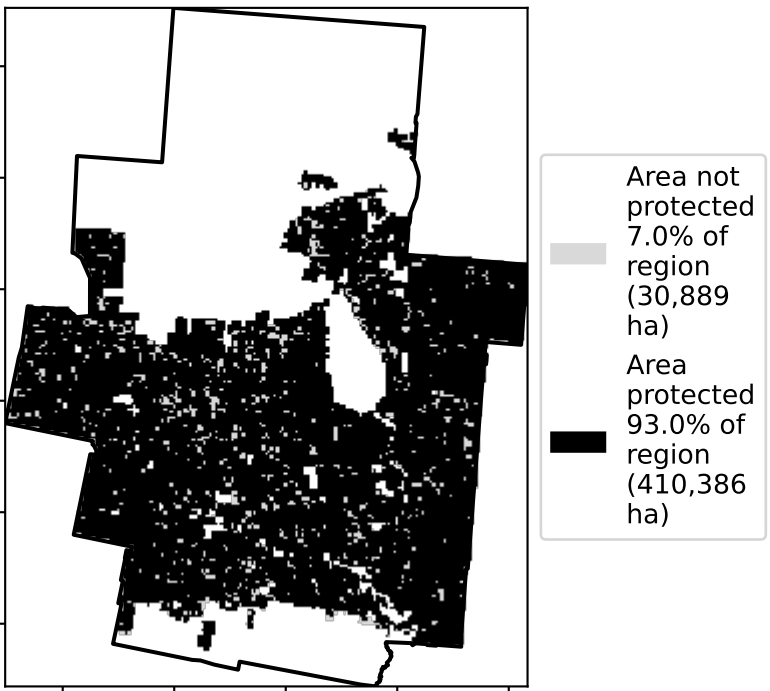 Area not
protected
7.0% of
region
(30,889
ha)
Area
protected
93.0% of
region
(410,386
ha)